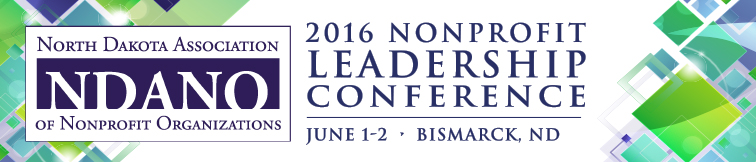 North Dakota Association
NDANO
of Nonprofit Organizations
2016 NONPROFIT
LEADERSHIP
CONFERENCE
JUNE 1-2 · BISMARCK, ND